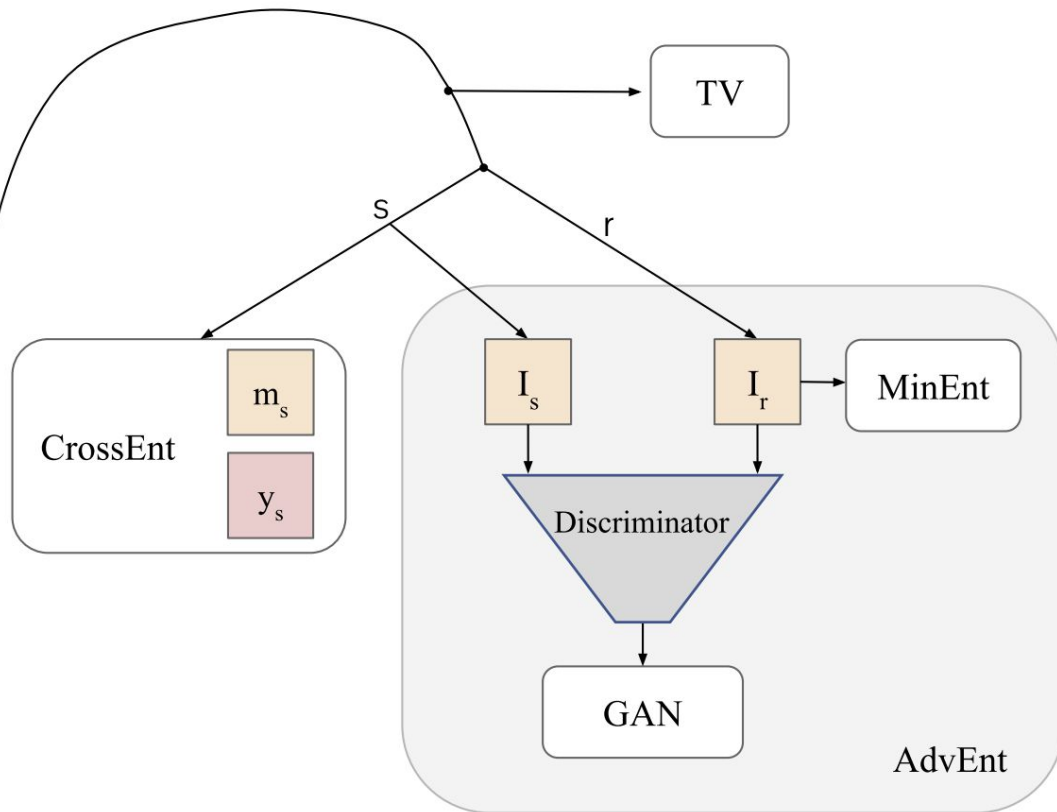 TV
S
r
m_s
CrossEnt
y_s
I_s
I_r
MinEnt
Discriminator
GAN
AdvEnt